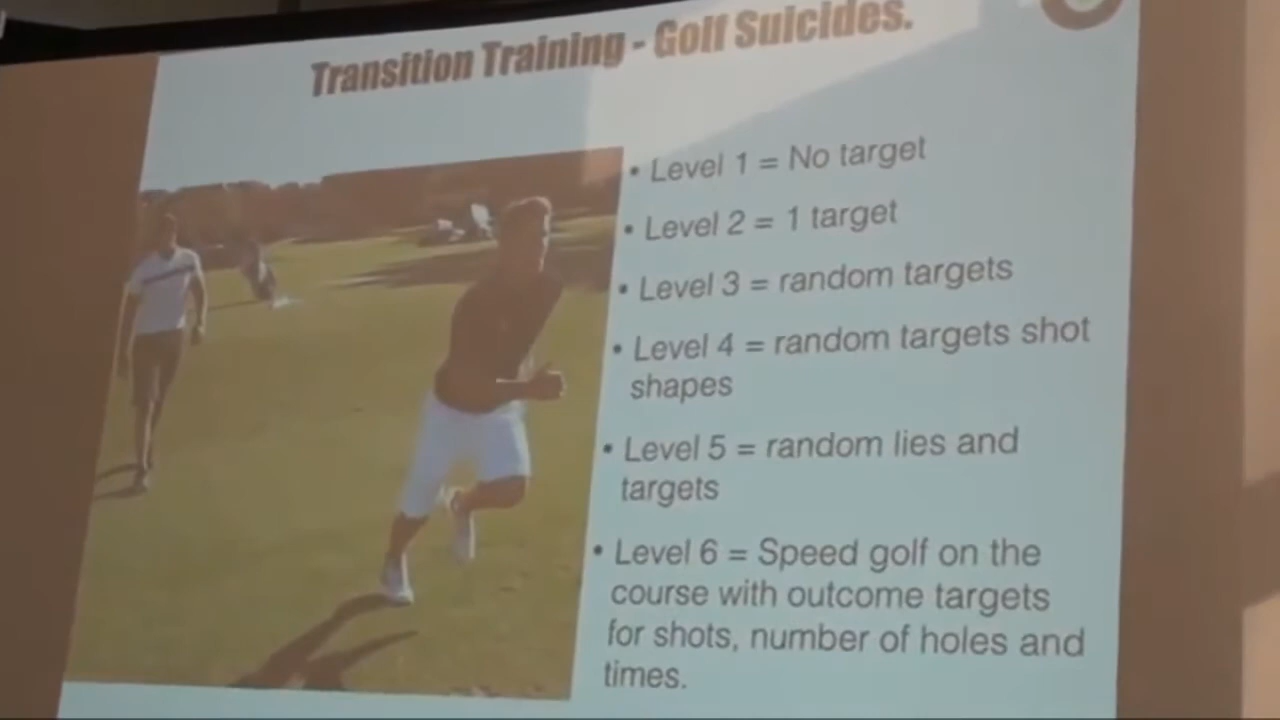 Transition Training - Golf Suicides.
• Level 1 = No target
• Level 2 = 1 target
• Level 3 = random targets
• Level 4 = random targets shot
shapes
• Level 5 = random lies and
targets
• Level 6 = Speed golf on the
course with outcome targets
for shots, number of holes and
times.